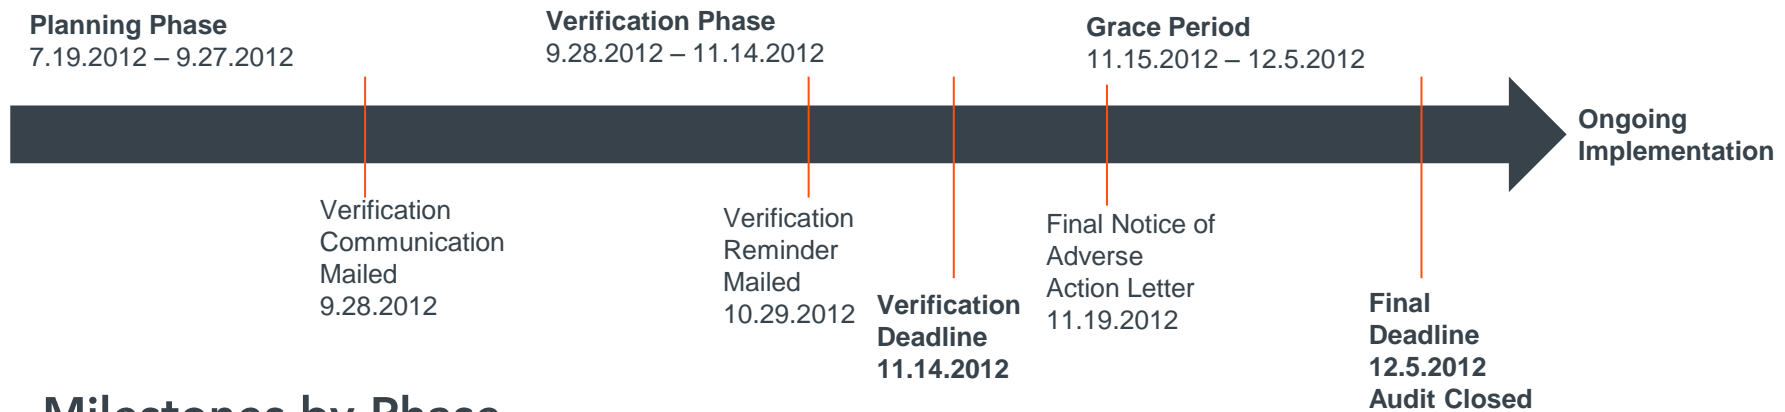 Planning Phase
7.19.2012 – 9.27.2012
Verification Phase
9.28.2012 – 11.14.2012
Grace Period
11.15.2012 – 12.5.2012
Ongoing
Implementation
Verification
Communication
Mailed
9.28.2012
Verification
Reminder
Mailed
10.29.2012
Verification
Deadline
11.14.2012
Final Notice of
Adverse
Action Letter
11.19.2012
Final
Deadline
12.5.2012
Audit Closed
Milestones by Phase